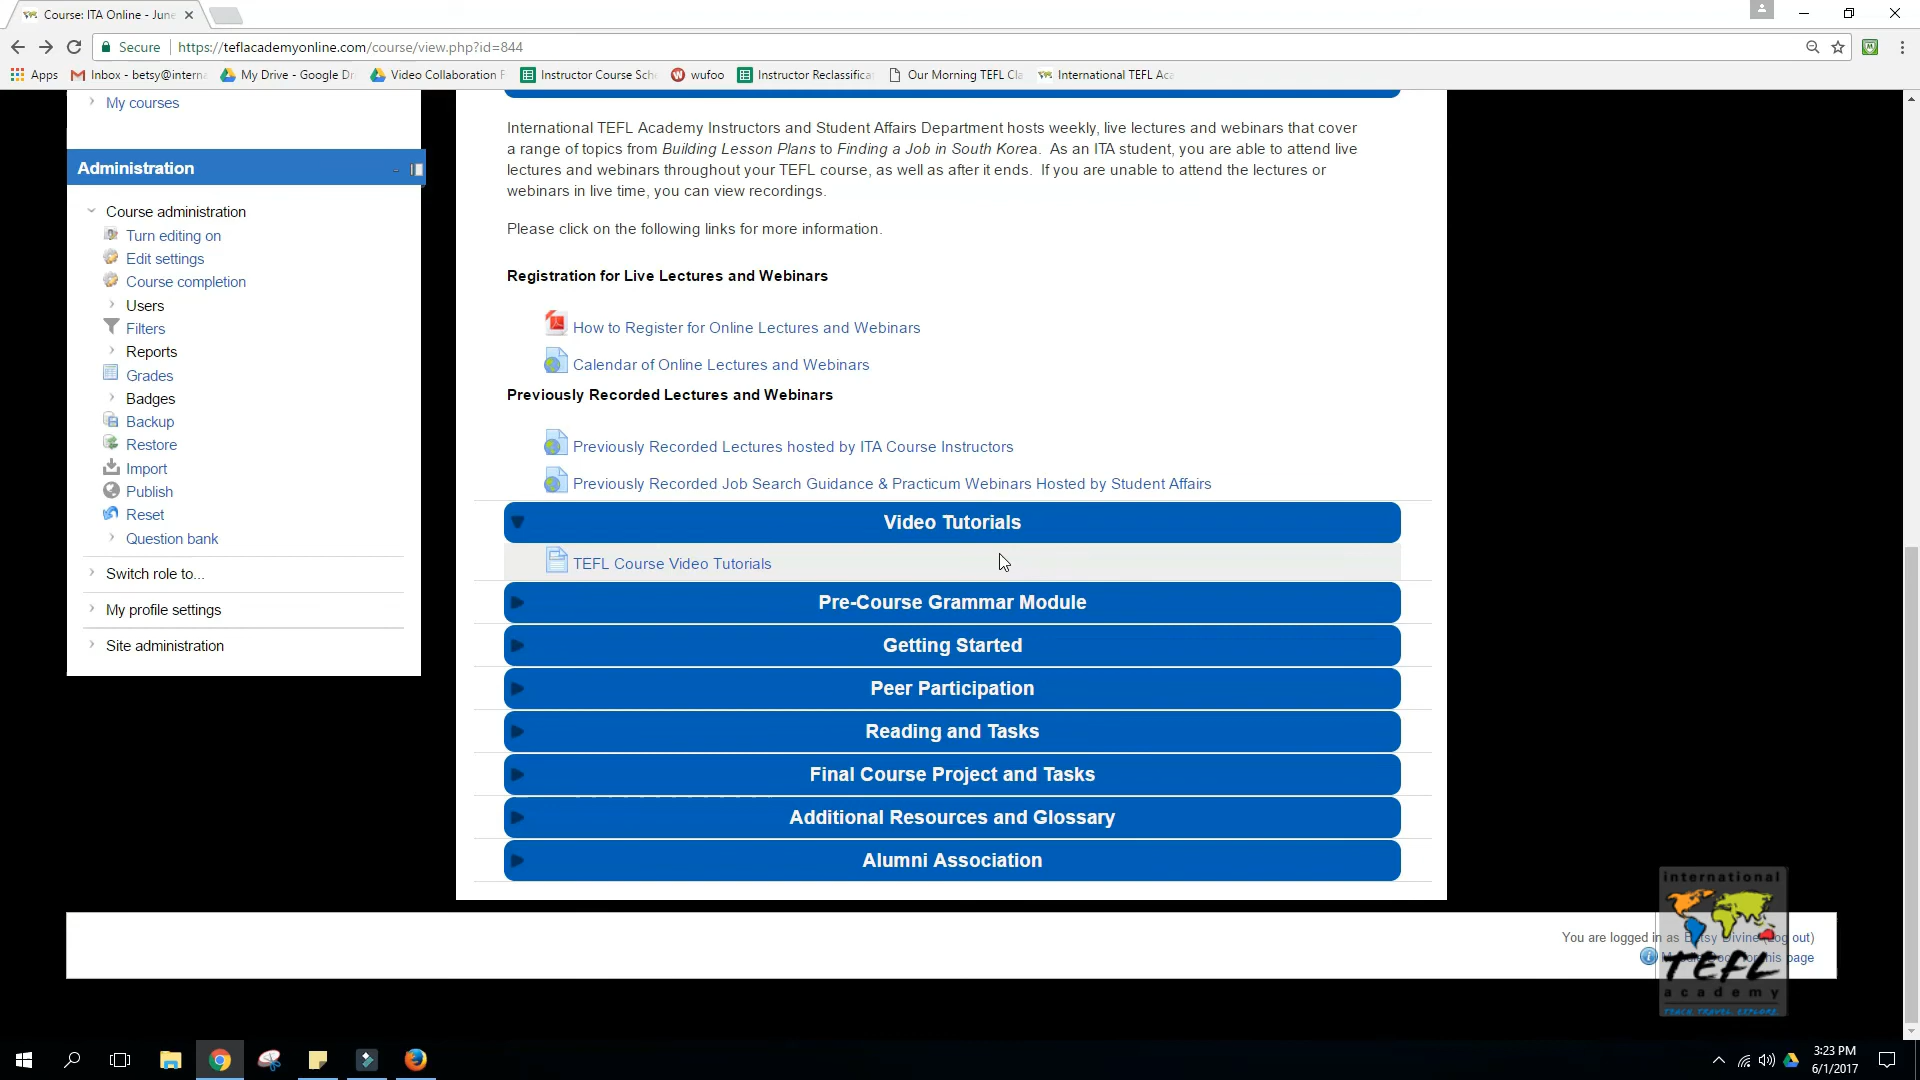 Course: ITA Online - June
Secure
https://teflacademyonline.com/course/view.php?id=844
Apps
Inbox - betsy@interna
My Drive - Google Dr
Video Collaboration F
Instructor Course Sche
wufoo
Instructor Reclassifica
Our Morning TEFL Cla
International TEFL Aca
My courses
Administration
Course administration
Turn editing on
Edit settings
Course completion
Users
Filters
Reports
Grades
Badges
Backup
Restore
Import
Publish
Reset
Question bank
Switch role to...
My profile settings
Site administration
International TEFL Academy Instructors and Student Affairs Department hosts weekly, live lectures and webinars that cover
a range of topics from Building Lesson Plans to Finding a Job in South Korea. As an ITA student, you are able to attend live
lectures and webinars throughout your TEFL course, as well as after it ends. If you are unable to attend the lectures or
webinars in live time, you can view recordings.
Please click on the following links for more information.
Registration for Live Lectures and Webinars
How to Register for Online Lectures and Webinars
Calendar of Online Lectures and Webinars
Previously Recorded Lectures and Webinars
Previously Recorded Lectures hosted by ITA Course Instructors
Previously Recorded Job Search Guidance & Practicum Webinars Hosted by Student Affairs
Video Tutorials
TEFL Course Video Tutorials
Pre-Course Grammar Module
Getting Started
Peer Participation
Reading and Tasks
Final Course Project and Tasks
Additional Resources and Glossary
Alumni Association
You are logged in as Betsy Divine (Log out)
this page
international
TEFL
academy
TEACH. TRAVEL. EXPLORE.
3:23 PM
6/1/2017